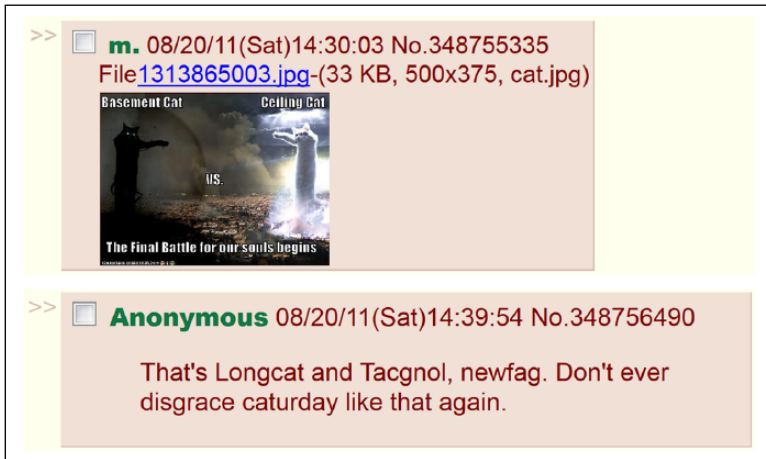 >> m. 08/20/11(Sat)14:30:03 No.348755335
File1313865003.jpg-(33 KB, 500x375, cat.jpg)
Basement Cat Ceiling Cat
VS.
The Final Battle for our souls begins
>> Anonymous 08/20/11(Sat)14:39:54 No.348756490
That's Longcat and Tacgnol, newfag. Don't ever
disgrace caturday like that again.